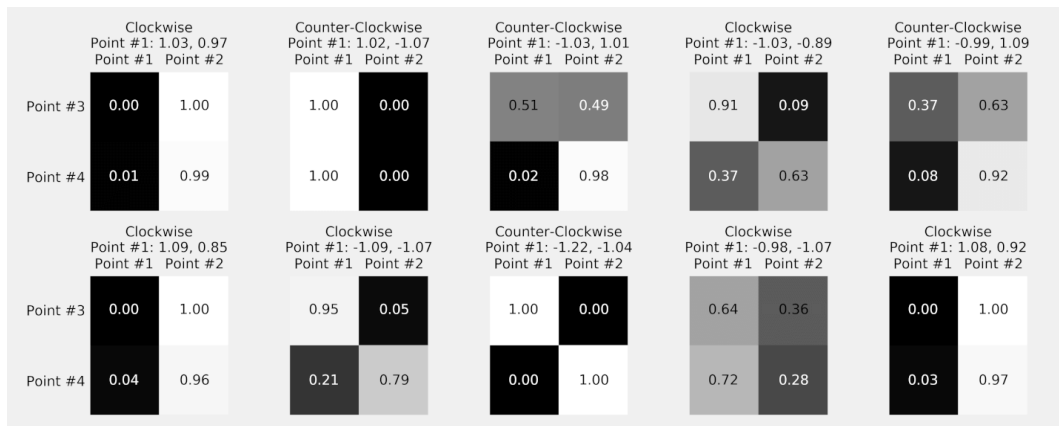 Clockwise Counter-Clockwise Counter-Clockwise Clockwise Counter-Clockwise
Point #1: 1.03, 0.97 Point #1: 1.02, -1.07 Point #1: -1.03, 1.01 Point #1: -1.03, -0.89 Point #1: -0.99, 1.09
Point #1 Point #2 Point #1 Point #2 Point #1 Point #2 Point #1 Point #2 Point #1 Point #2
Point #3 0.00 1.00 1.00 0.00 0.51 0.49 0.91 0.09 0.37 0.63
Point #4 0.01 0.99 1.00 0.00 0.02 0.98 0.37 0.63 0.08 0.92
Clockwise Clockwise Counter-Clockwise Clockwise Clockwise
Point #1: 1.09, 0.85 Point #1: -1.09, -1.07 Point #1: -1.22, -1.04 Point #1: -0.98, -1.07 Point #1: 1.08, 0.92
Point #1 Point #2 Point #1 Point #2 Point #1 Point #2 Point #1 Point #2 Point #1 Point #2
Point #3 0.00 1.00 0.95 0.05 1.00 0.00 0.64 0.36 0.00 1.00
Point #4 0.04 0.96 0.21 0.79 0.00 1.00 0.72 0.28 0.03 0.97